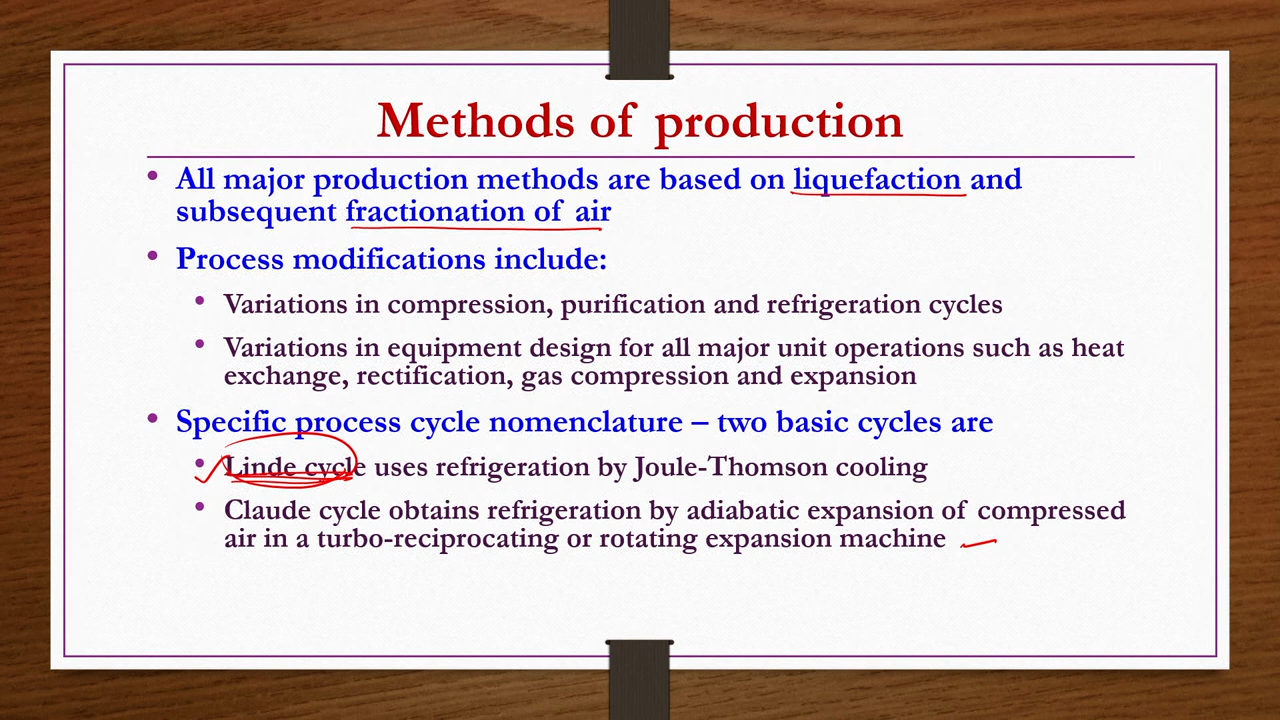 Methods of production
• All major production methods are based on liquefaction and
subsequent fractionation of air
• Process modifications include:
• Variations in compression, purification and refrigeration cycles
• Variations in equipment design for all major unit operations such as heat
exchange, rectification, gas compression and expansion
• Specific process cycle nomenclature – two basic cycles are
• Linde cycle uses refrigeration by Joule-Thomson cooling
• Claude cycle obtains refrigeration by adiabatic expansion of compressed
air in a turbo-reciprocating or rotating expansion machine